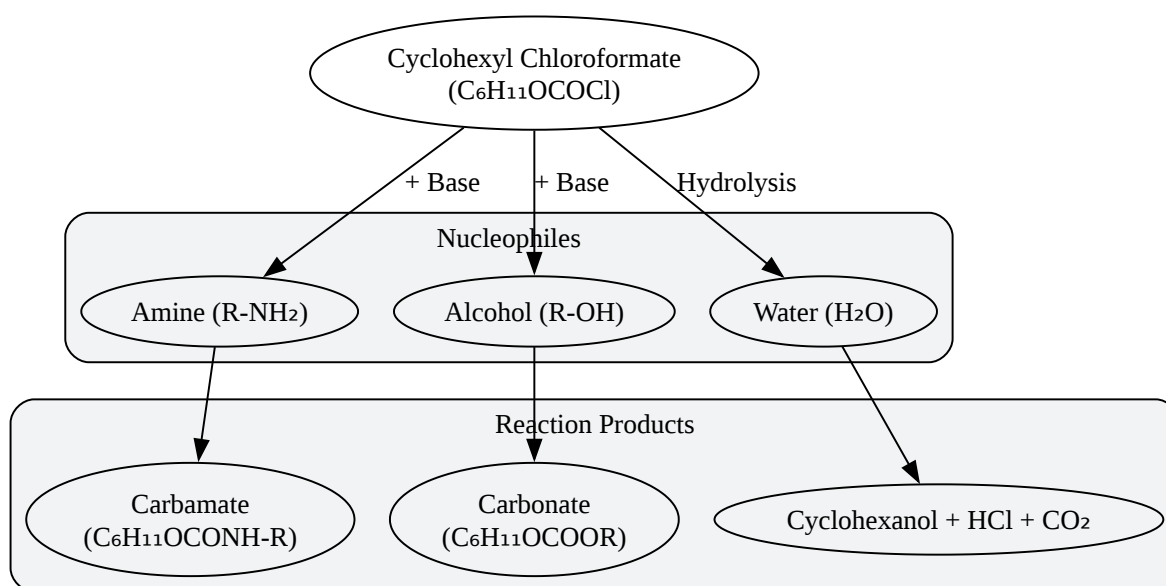 Cyclohexyl Chloroformate
(C₆H₁₁OCOCl)
+ Base
+ Base
Hydrolysis
Nucleophiles
Amine (R-NH₂)
Alcohol (R-OH)
Water (H₂O)
Reaction Products
Carbamate
(C₆H₁₁OCONH-R)
Carbonate
(C₆H₁₁OCOOR)
Cyclohexanol + HCl + CO₂